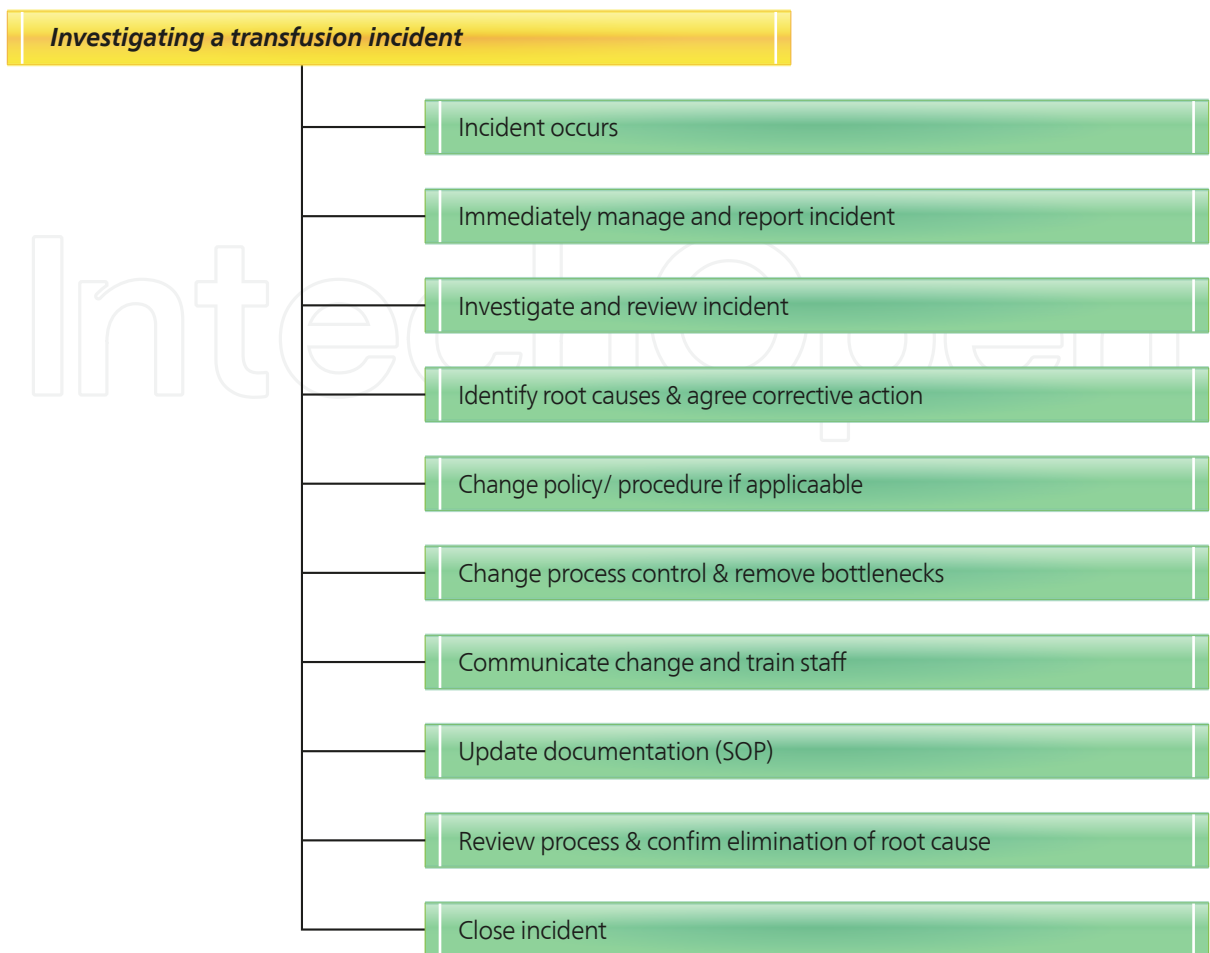 Investigating a transfusion incident
Incident occurs
Immediately manage and report incident
IntechOpen
Investigate and review incident
Identify root causes & agree corrective action
Change policy/ procedure if applicaable
Change process control & remove bottlenecks
Communicate change and train staff
Update documentation (SOP)
Review process & confim elimination of root cause
Close incident